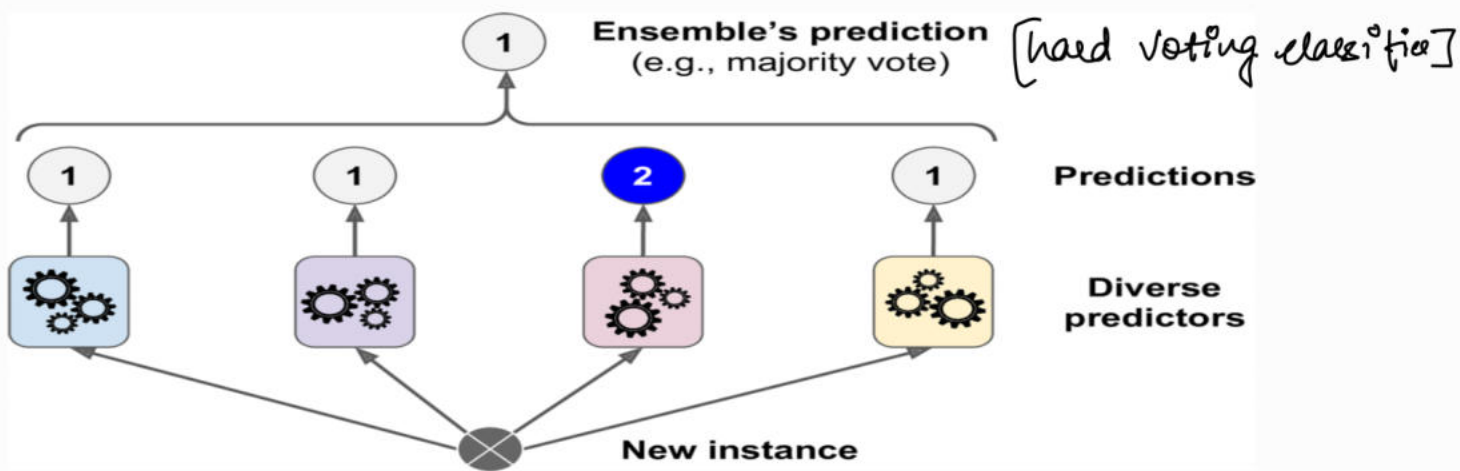 1
Ensemble's prediction [hard voting classifier]
(e.g., majority vote)
1 1 2 1 Predictions
Diverse
predictors
New instance